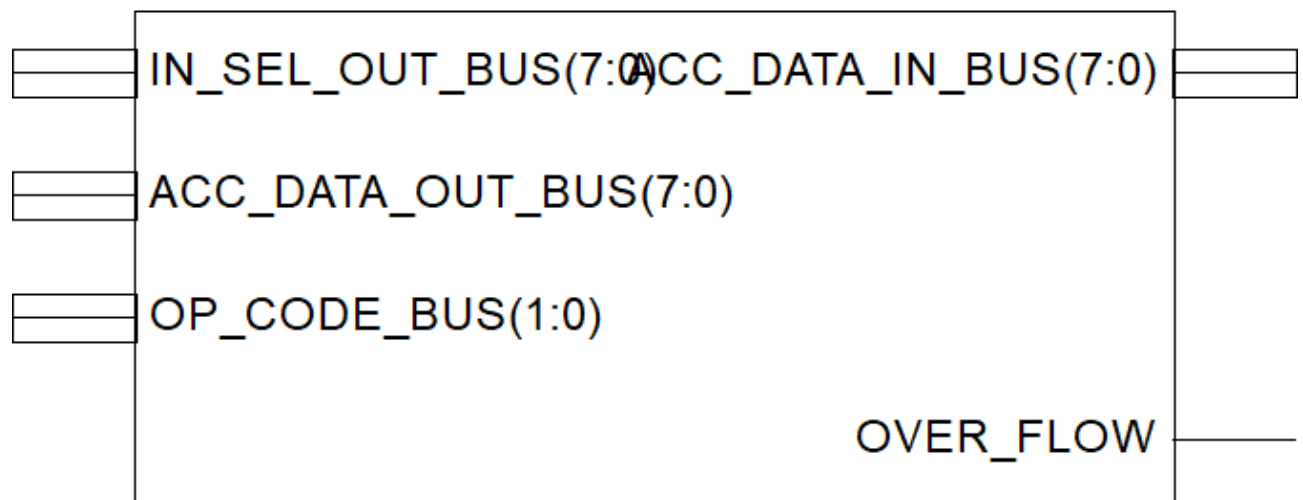 IN_SEL_OUT_BUS(7:0) ACC_DATA_IN_BUS(7:0)
ACC_DATA_OUT_BUS(7:0)
OP_CODE_BUS(1:0)
OVER_FLOW